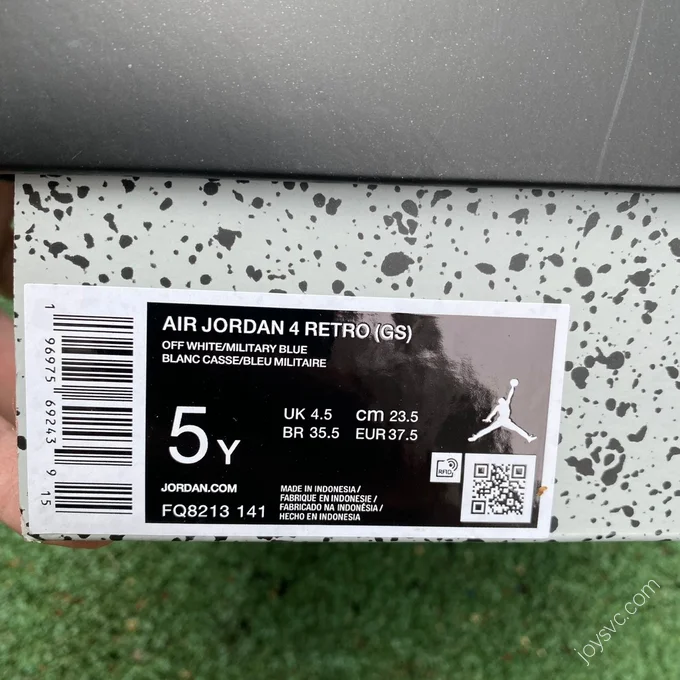 AIR JORDAN 4 RETRO (GS)
OFF WHITE/MILITARY BLUE
BLANC CASSE/BLEU MILITAIRE
5Y
UK 4.5 cm 23.5
BR 35.5 EUR 37.5
RFID
JORDAN.COM
FQ8213 141
MADE IN INDONESIA /
FABRIQUE EN INDONESIE /
FABRICADO NA INDONÉSIA /
HECHO EN INDONESIA
1 96975 69243 9 15
joysvc.com